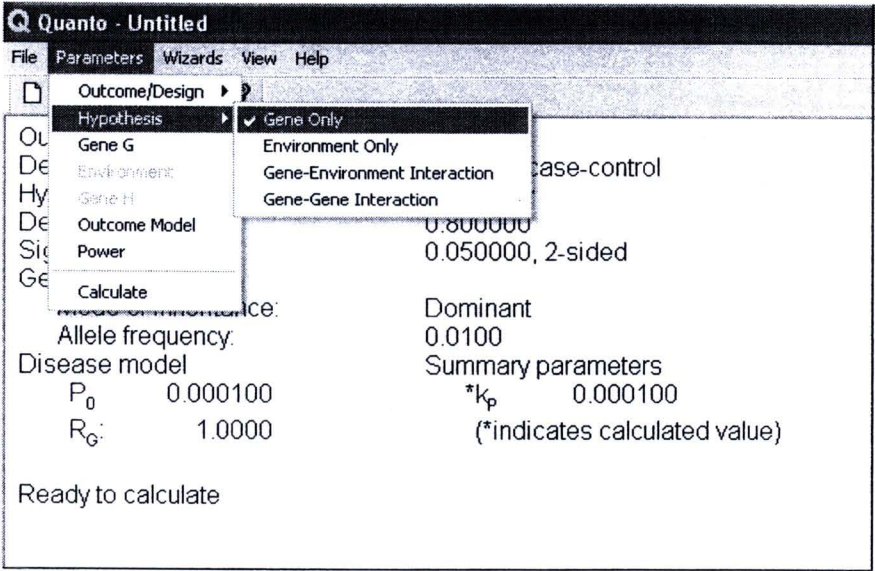 Quanto - Untitled
File Parameters Wizards View Help
Outcome/Design
Hypothesis
Gene G
Environment
Gene H
Outcome Model
Power
Calculate
Gene Only
Environment Only
Gene-Environment Interaction
Gene-Gene Interaction
case-control
0.800000
0.050000, 2-sided
Mode of inheritance: Dominant
Allele frequency: 0.0100
Disease model Summary parameters
P0 0.000100 *kp 0.000100
RG: 1.0000 (*indicates calculated value)
Ready to calculate